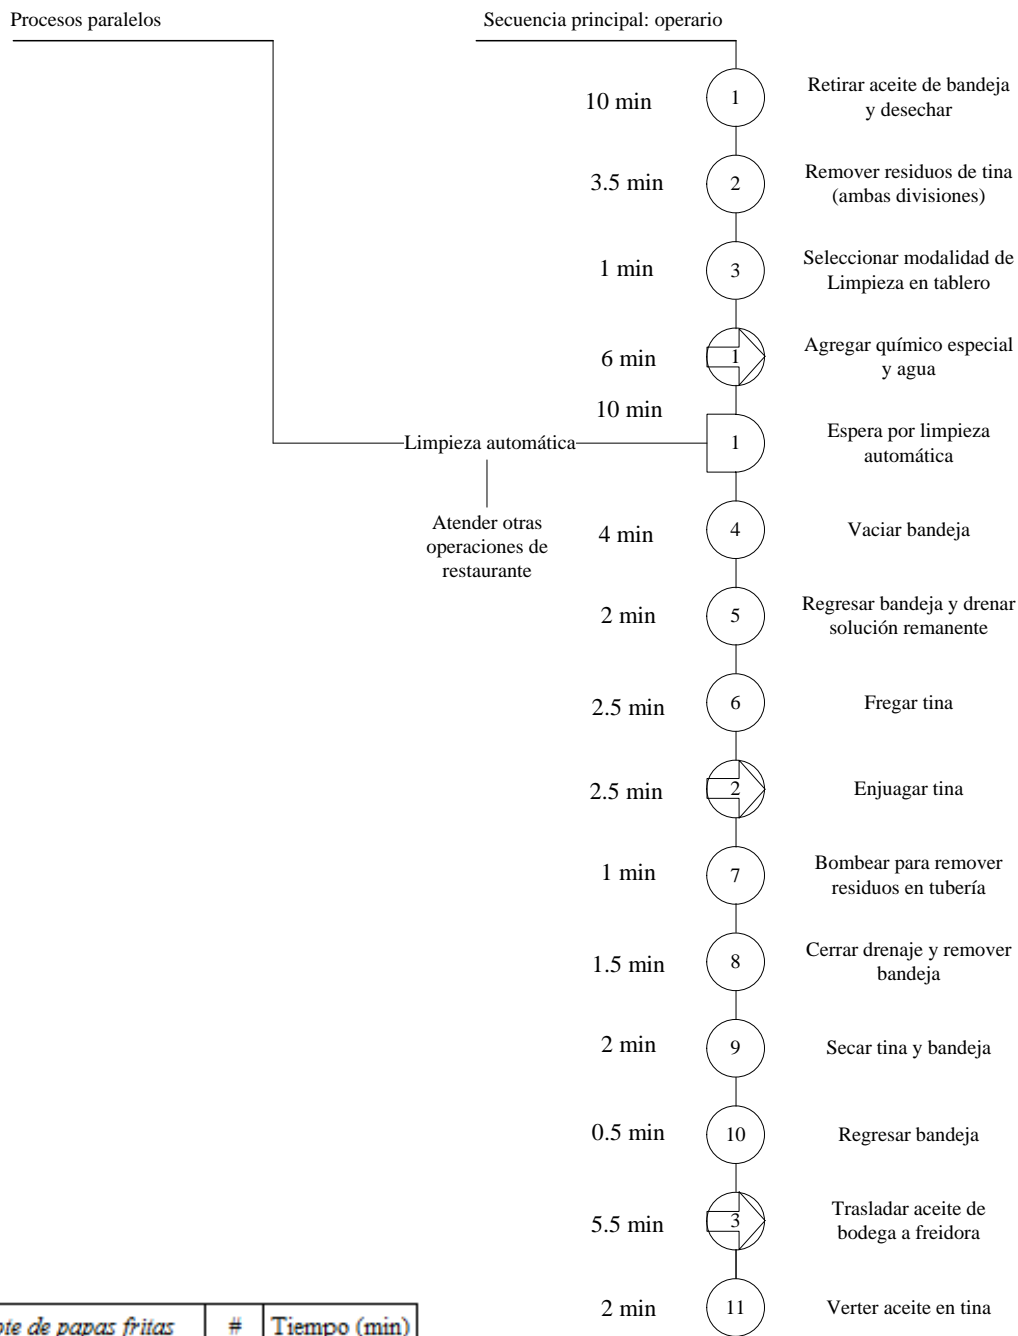 Procesos paralelos
Secuencia principal: operario
10 min
1
Retirar aceite de bandeja
y desechar
3.5 min
2
Remover residuos de tina
(ambas divisiones)
1 min
3
Seleccionar modalidad de
Limpieza en tablero
6 min
1
Agregar químico especial
y agua
10 min
Limpieza automática
1
Espera por limpieza
automática
Atender otras
operaciones de
restaurante
4 min
4
Vaciar bandeja
2 min
5
Regresar bandeja y drenar
solución remanente
2.5 min
6
Fregar tina
2.5 min
2
Enjuagar tina
1 min
7
Bombear para remover
residuos en tubería
1.5 min
8
Cerrar drenaje y remover
bandeja
2 min
9
Secar tina y bandeja
0.5 min
10
Regresar bandeja
5.5 min
3
Trasladar aceite de
bodega a freidora
2 min
11
Verter aceite en tina
de papas fritas # Tiempo (min)